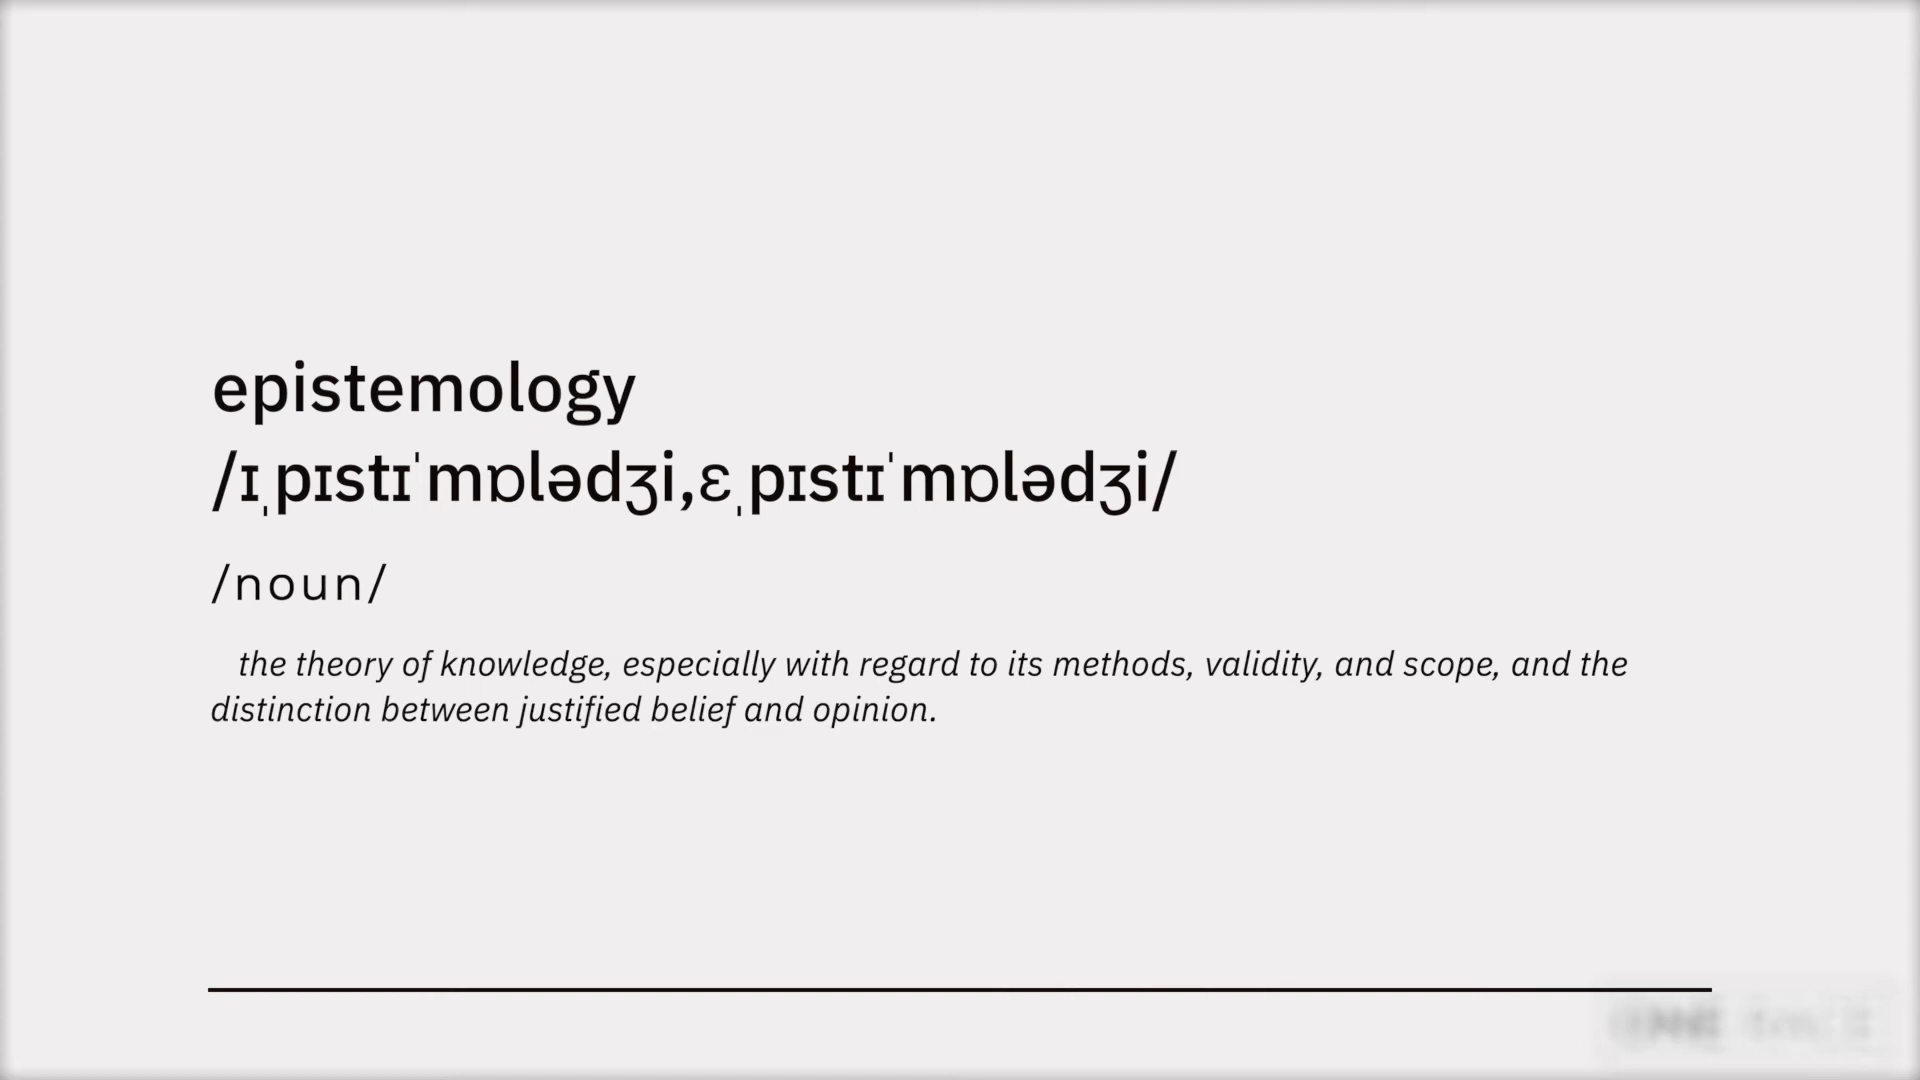 epistemology
/ɪˌpɪstɪˈmɒlədʒi,ɛˌpɪstɪˈmɒlədʒi/
/noun/
the theory of knowledge, especially with regard to its methods, validity, and scope, and the
distinction between justified belief and opinion.